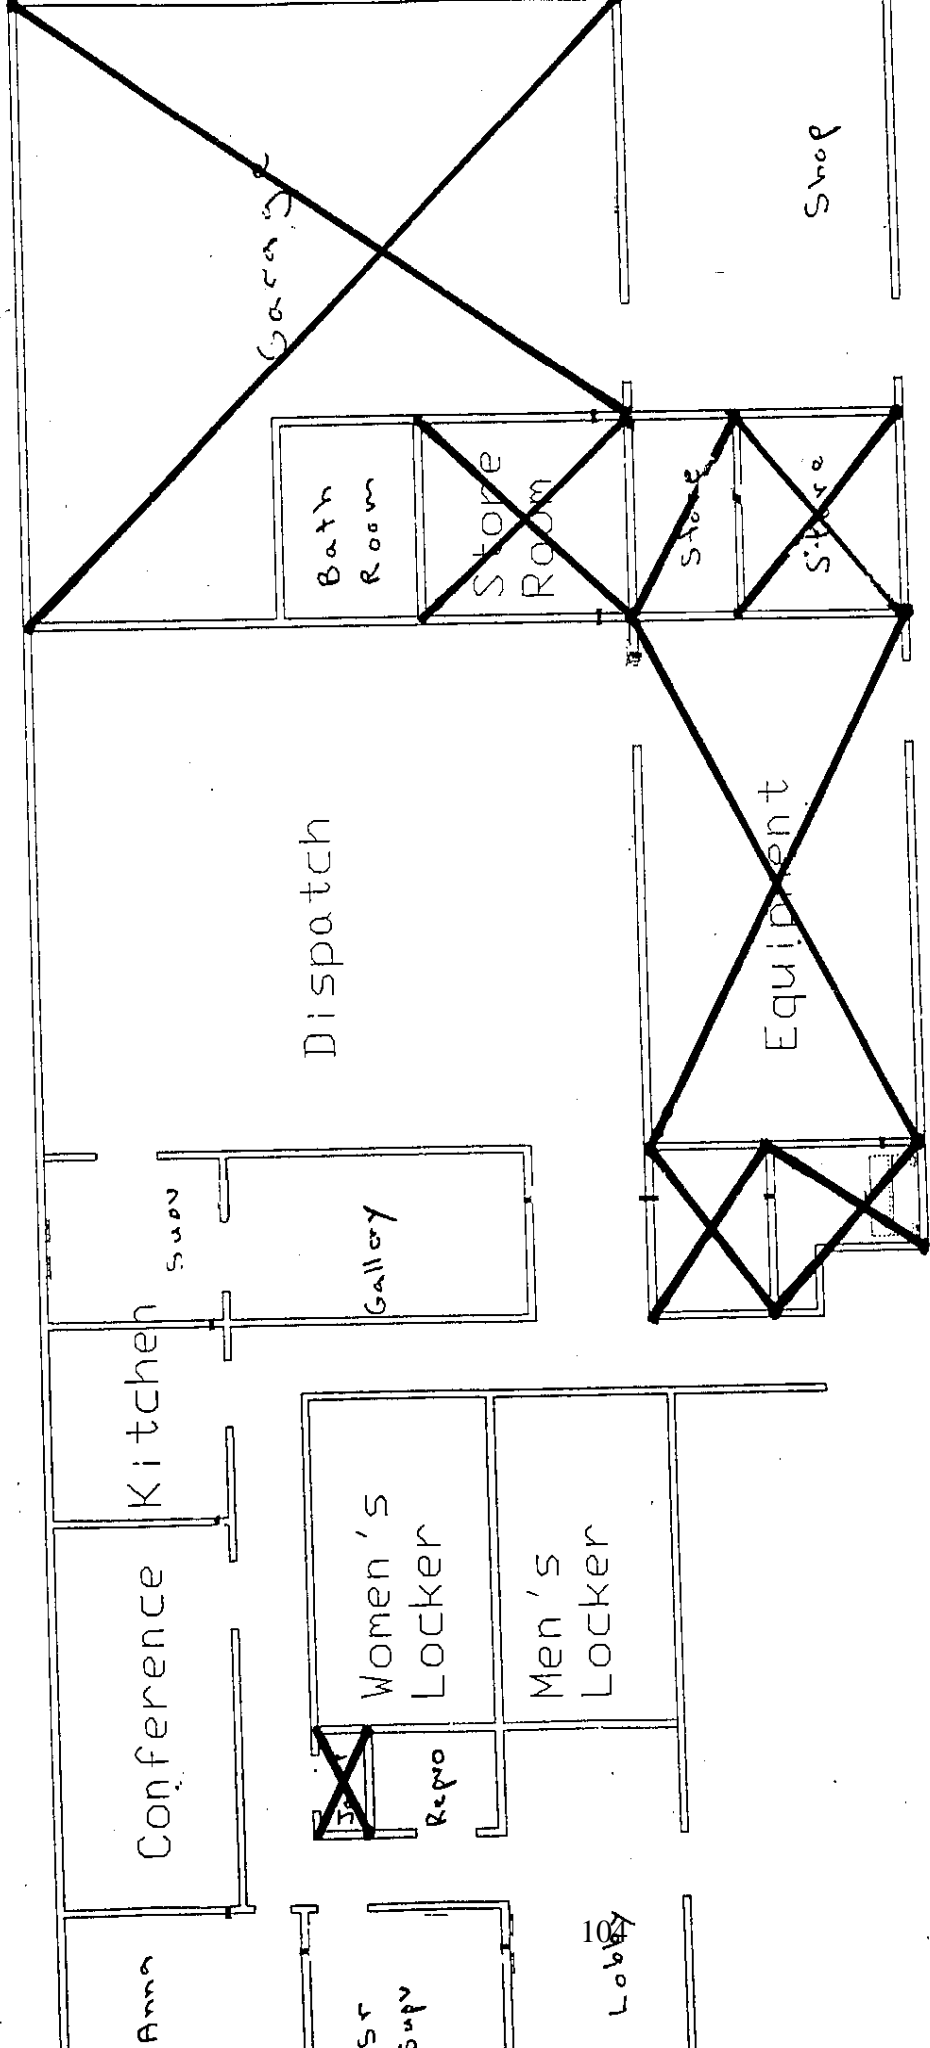 Garage
Shop
Bath
Room
Store
Room
Store
Store
Dispatch
Equipment
Supv
Gallery
Kitchen
Women's
Locker
Men's
Locker
Conference
Repro
104
Lobby
Anna
Sr
Supv